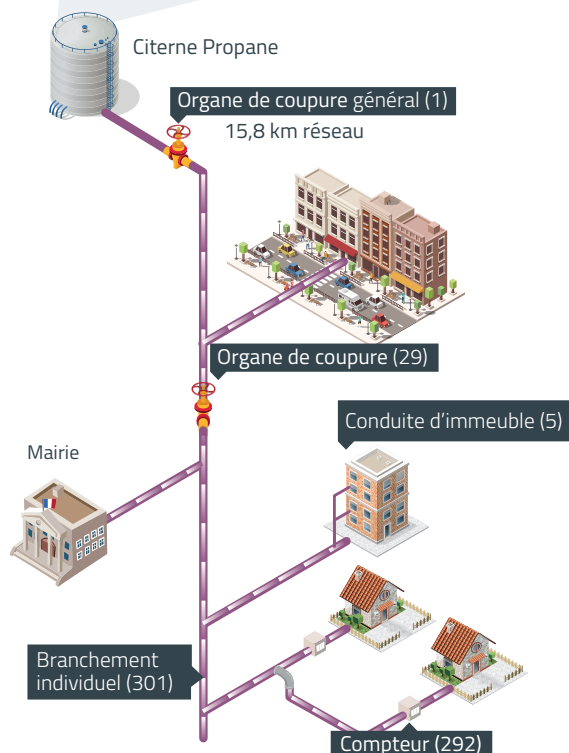 Citerne Propane
Organe de coupure général (1)
15,8 km réseau
Organe de coupure (29)
Conduite d’immeuble (5)
Mairie
Branchement
individuel (301)
Compteur (292)